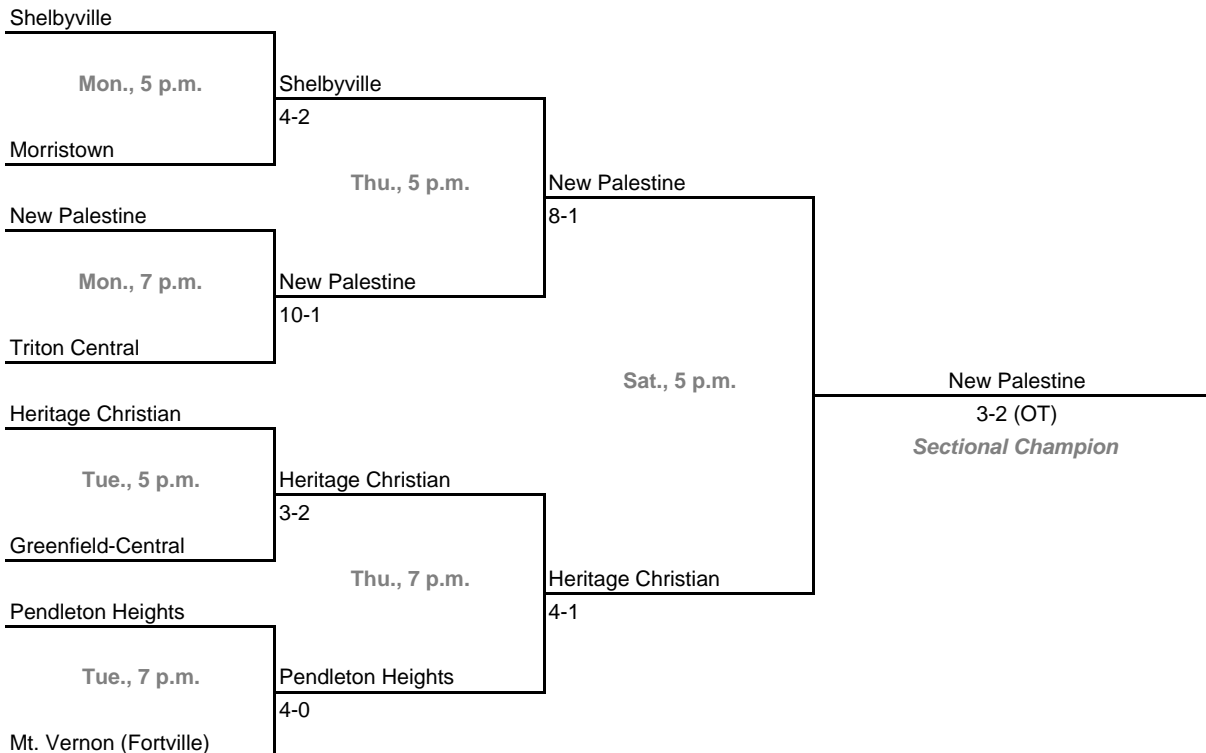 Shelbyville
Mon., 5 p.m.
Shelbyville
4-2
Morristown
Thu., 5 p.m.
New Palestine
8-1
New Palestine
Mon., 7 p.m.
New Palestine
10-1
Triton Central
Sat., 5 p.m.
New Palestine
3-2 (OT)
Sectional Champion
Heritage Christian
Tue., 5 p.m.
Heritage Christian
3-2
Greenfield-Central
Thu., 7 p.m.
Heritage Christian
4-1
Pendleton Heights
Tue., 7 p.m.
Pendleton Heights
4-0
Mt. Vernon (Fortville)